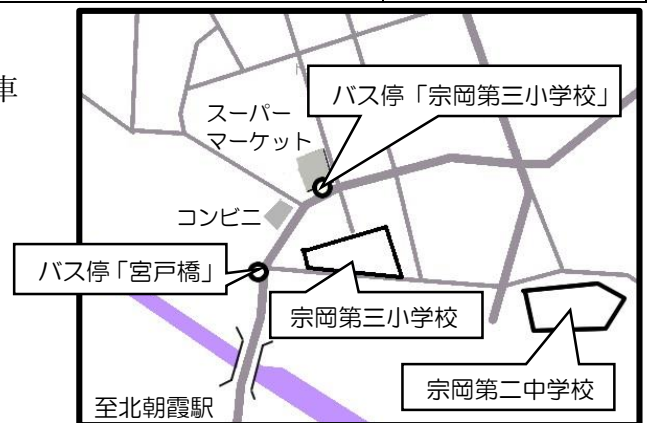 車
バス停「宗岡第三小学校」
スーパー
マーケット
コンビニ
バス停「宮戸橋」
宗岡第三小学校
宗岡第二中学校
至北朝霞駅